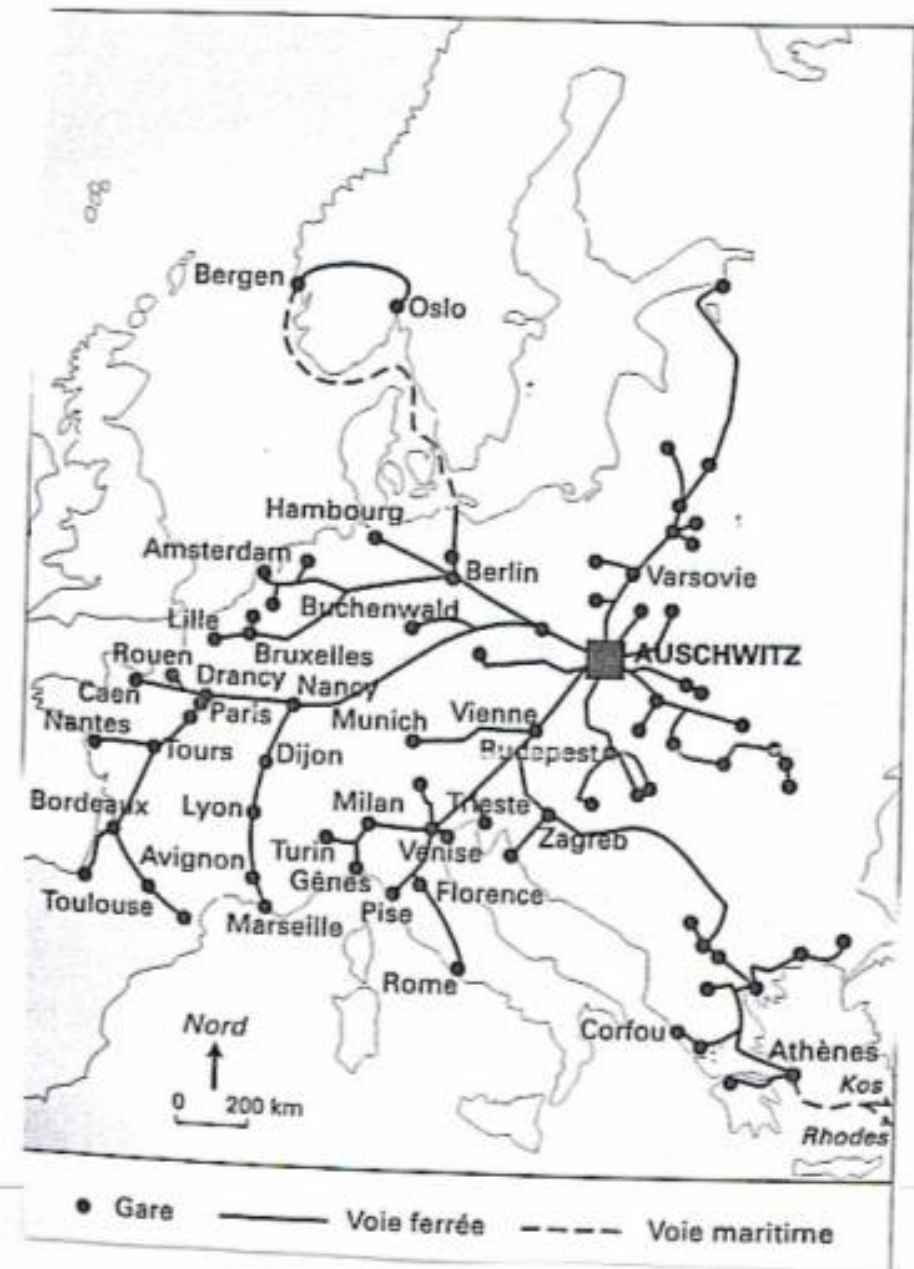 Bergen
Oslo
Hambourg
Amsterdam
Berlin
Varsovie
Buchenwald
Lille
Bruxelles
AUSCHWITZ
Rouen
Drancy
Nancy
Caen
Paris
Nantes
Munich
Vienne
Tours
Budapest
Dijon
Bordeaux
Lyon
Milan
Trieste
Turin
Venise
Zagreb
Avignon
Gênes
Toulouse
Pise
Florence
Marseille
Rome
Nord
Corfou
Athènes
0 200 km
Kos
Rhodes
Gare Voie ferrée Voie maritime